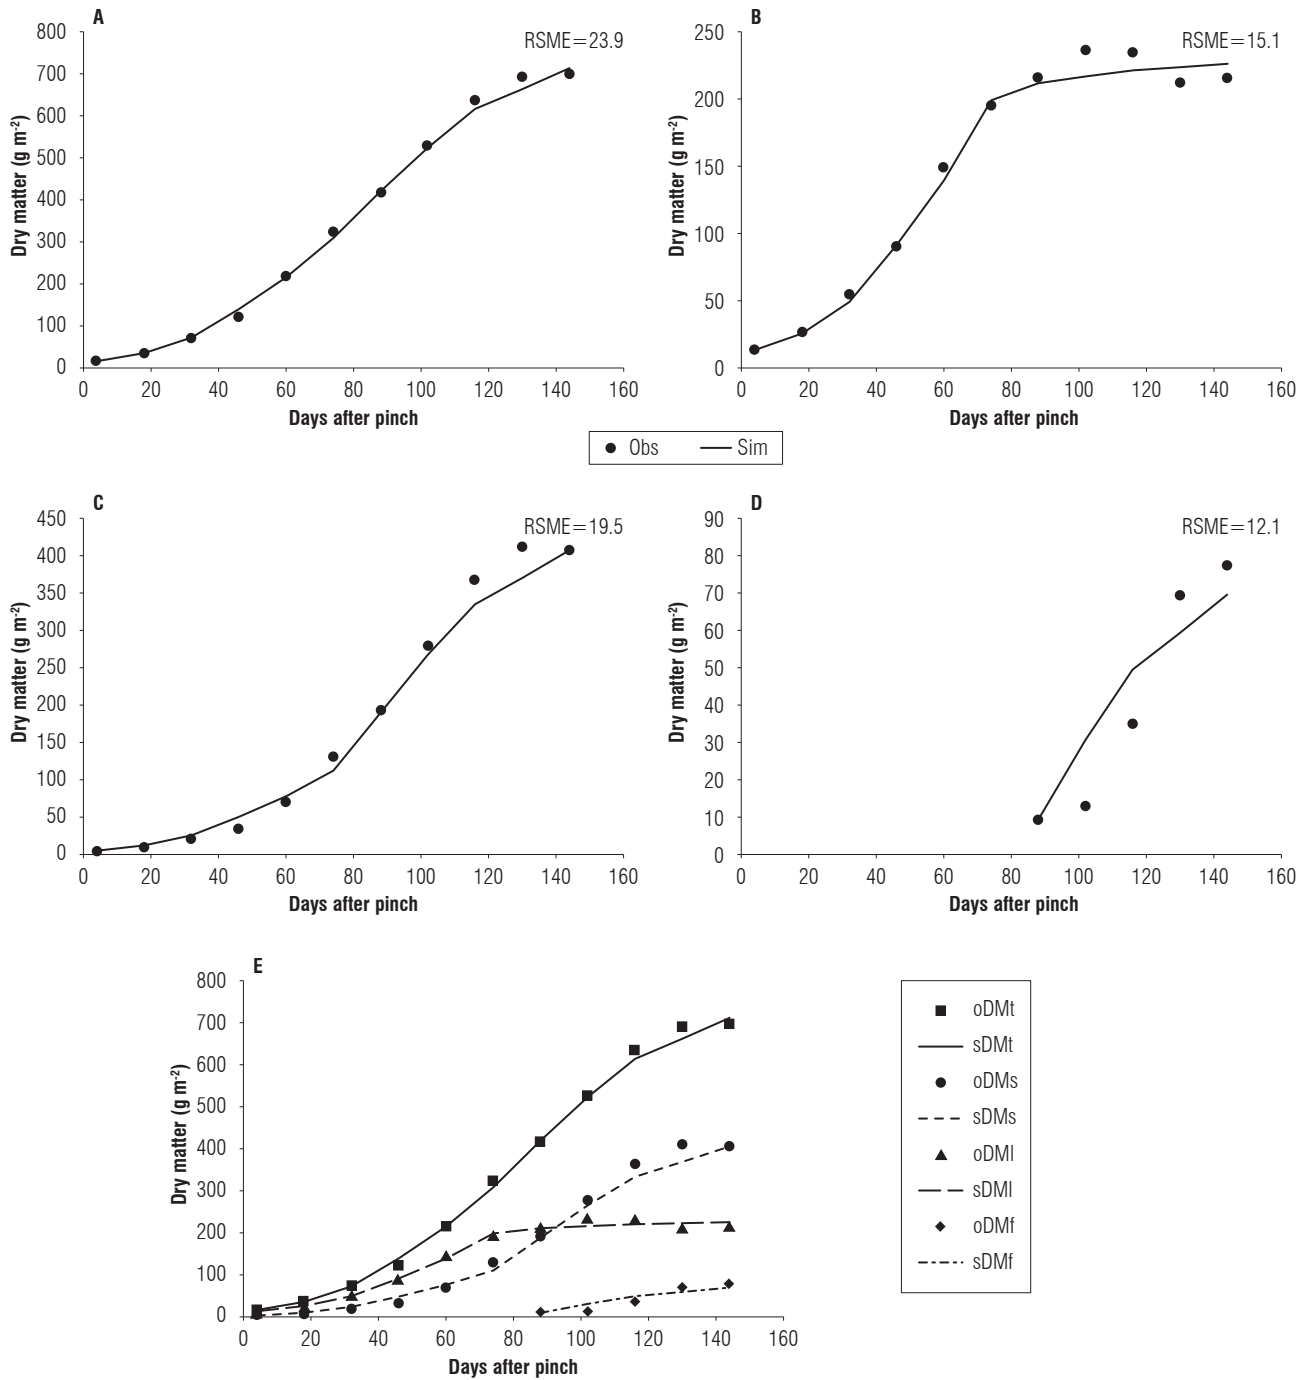 A
RSME=23.9
800
700
600
500
400
300
200
100
0
0 20 40 60 80 100 120 140 160
Dry matter (g m-2)
Days after pinch
B
RSME=15.1
250
200
150
100
50
0
0 20 40 60 80 100 120 140 160
Dry matter (g m-2)
Days after pinch
Obs Sim
C
RSME=19.5
450
400
350
300
250
200
150
100
50
0
0 20 40 60 80 100 120 140 160
Dry matter (g m-2)
Days after pinch
D
RSME=12.1
90
80
70
60
50
40
30
20
10
0
0 20 40 60 80 100 120 140 160
Dry matter (g m-2)
Days after pinch
E
800
700
600
500
400
300
200
100
0
0 20 40 60 80 100 120 140 160
Dry matter (g m-2)
Days after pinch
oDMt
sDMt
oDMs
sDMs
oDMl
sDMl
oDMf
sDMf